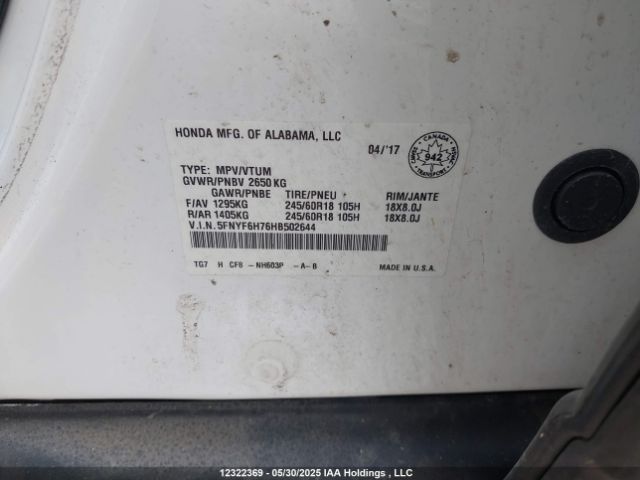 HONDA MFG. OF ALABAMA, LLC
04/'17
CANADA
942
TRANSPORT
TYPE: MPV/VTUM
GVWR/PNBV 2650KG
GAWR/PNBE TIRE/PNEU RIM/JANTE
F/AV 1295KG 245/60R18 105H 18X8.0J
R/AR 1405KG 245/60R18 105H 18X8.0J
V.I.N.5FNYF6H76HB502644
TG7 H CF8 -NH603P -A-B MADE IN U.S.A.
12322369 - 05/30/2025 IAA Holdings , LLC